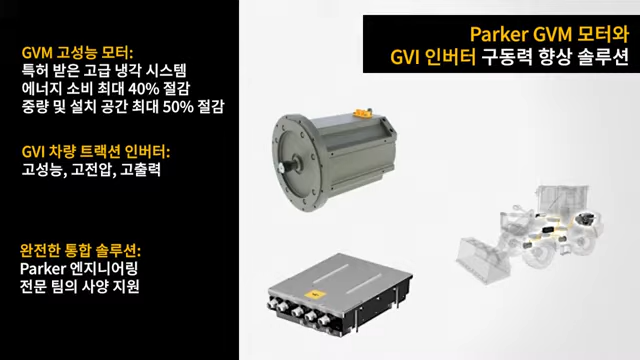 Parker GVM 모터와
GVI 인버터 구동력 향상 솔루션
GVM 고성능 모터:
특허 받은 고급 냉각 시스템
에너지 소비 최대 40% 절감
중량 및 설치 공간 최대 50% 절감
GVI 차량 트랙션 인버터:
고성능, 고전압, 고출력
완전한 통합 솔루션:
Parker 엔지니어링
전문 팀의 사양 지원